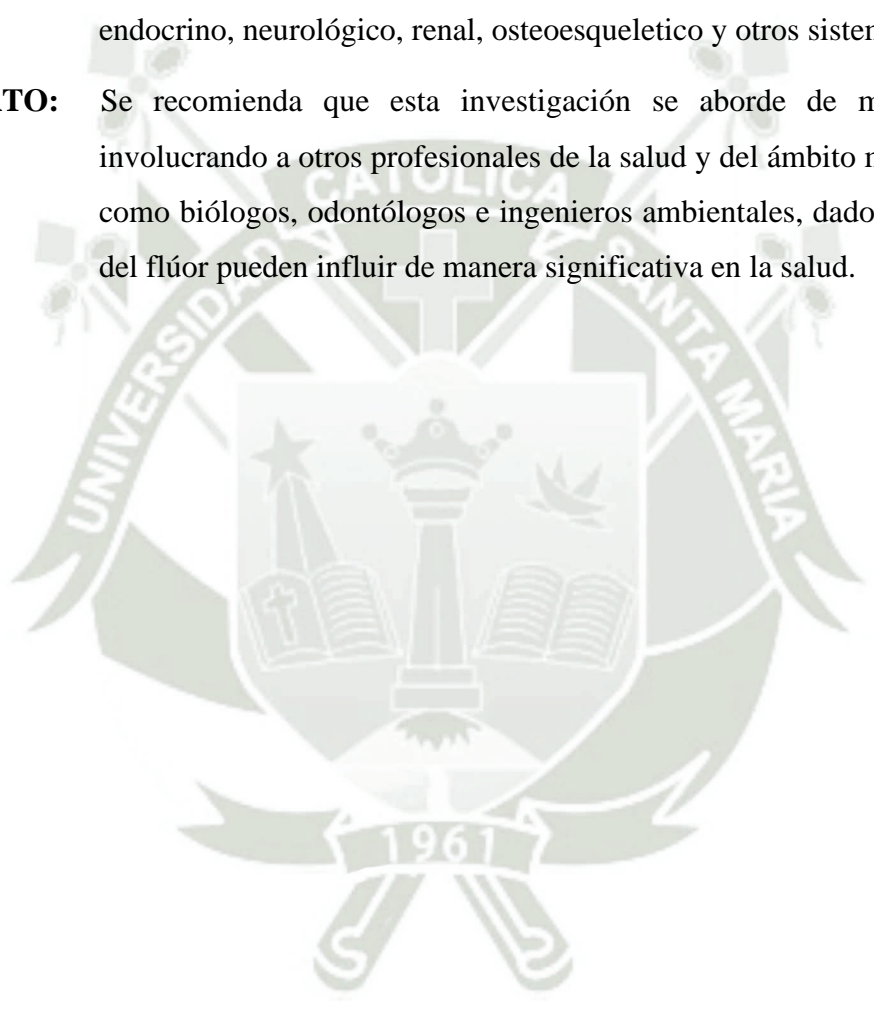 endocrino, neurológico, renal, osteoesqueletico y otros
ATO: Se recomienda que esta investigación se aborde de
involucrando a otros profesionales de la salud y del ámbito
como biólogos, odontólogos e ingenieros ambientales, dado
del flúor pueden influir de manera significativa en la salud.
UNIVERSIDAD CATOLICA SANTA MARIA
1961